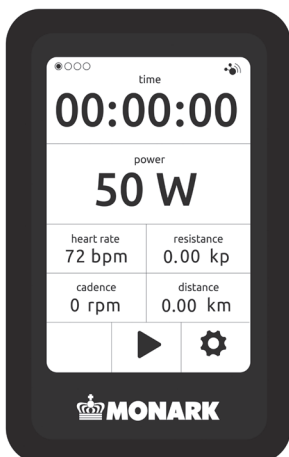 time
00:00:00
power
50 W
heart rate resistance
72 bpm 0.00 kp
cadence distance
0 rpm 0.00 km
MONARK